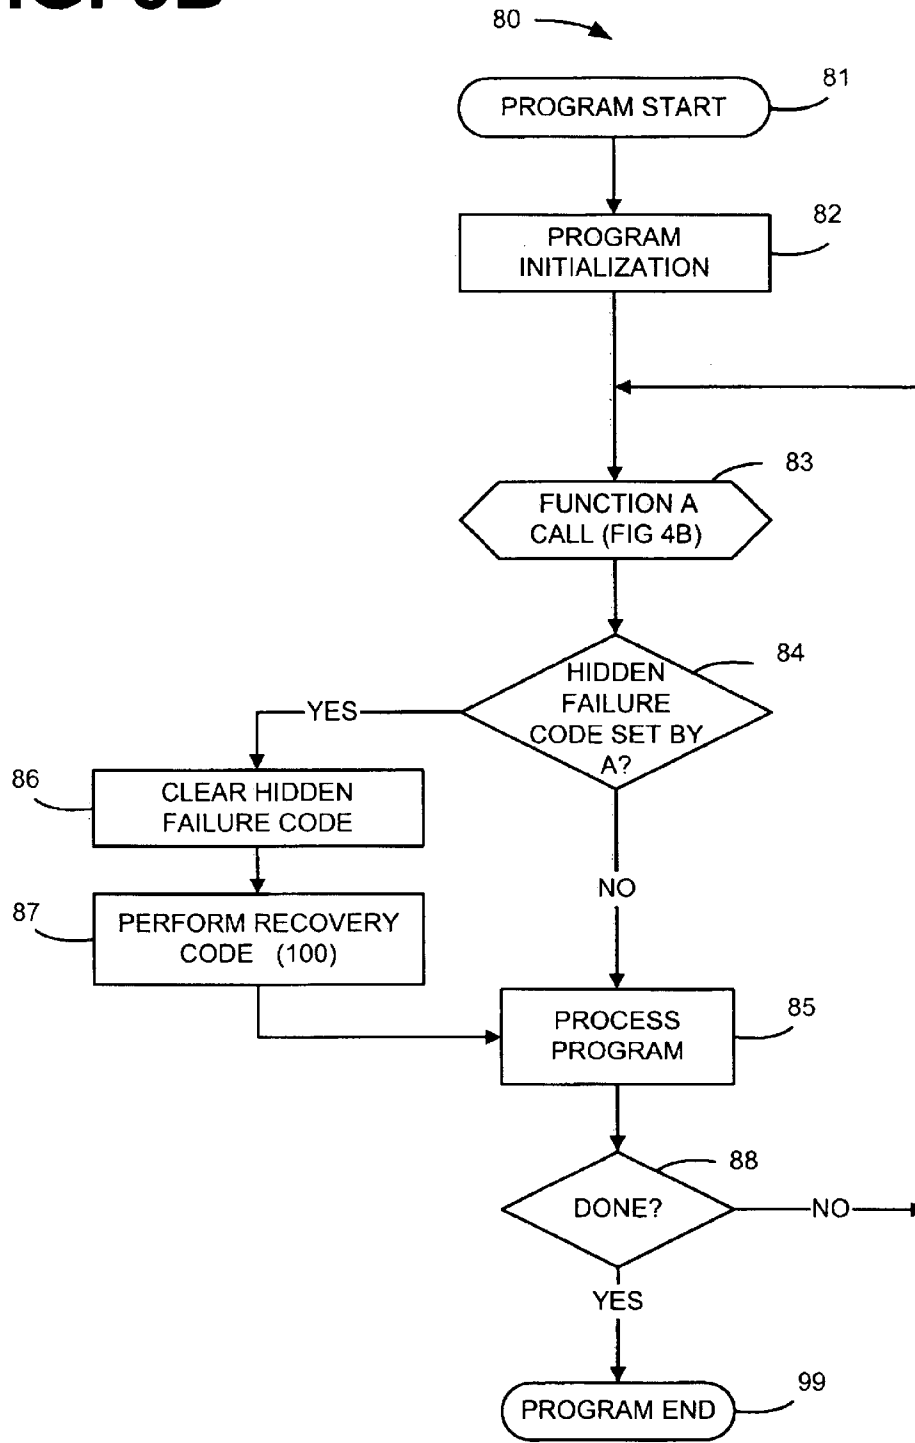 80
PROGRAM START
81
PROGRAM
INITIALIZATION
82
FUNCTION A
CALL (FIG 4B)
83
HIDDEN
FAILURE
CODE SET BY
A?
84
YES
CLEAR HIDDEN
FAILURE CODE
86
PERFORM RECOVERY
CODE (100)
87
NO
PROCESS
PROGRAM
85
DONE?
88
NO
YES
PROGRAM END
99